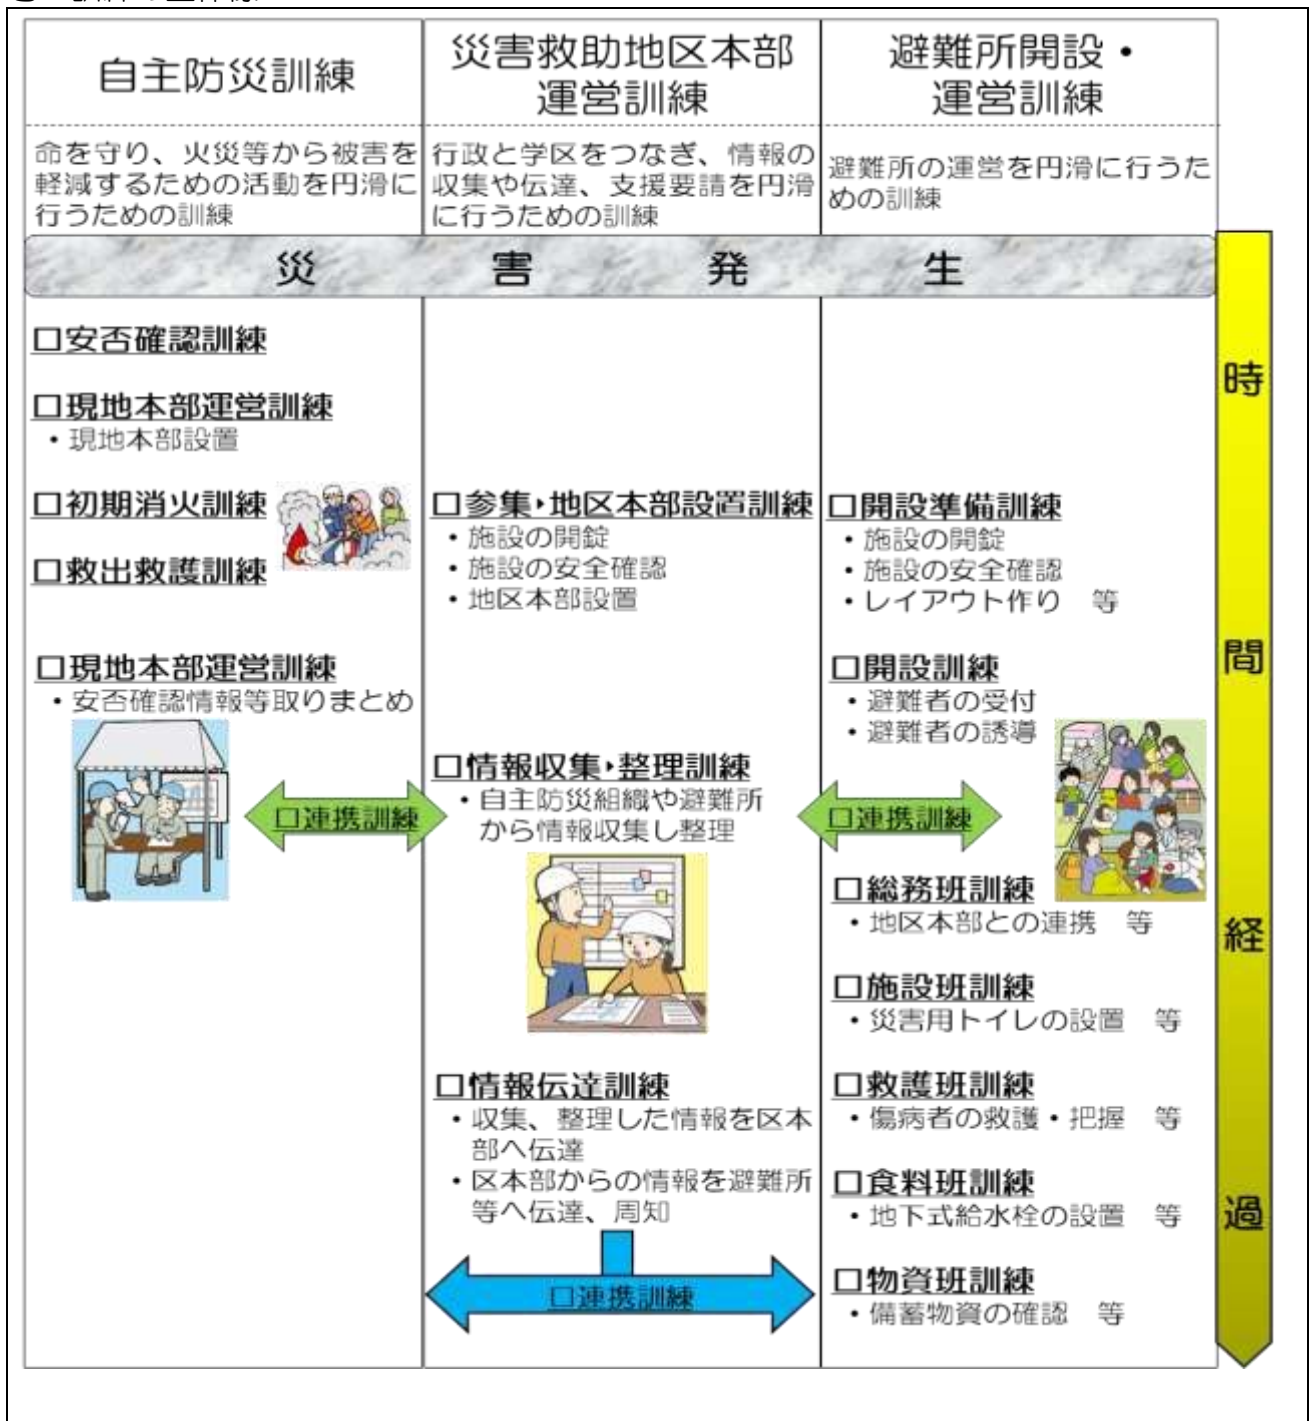 自主防災訓練
命を守り、火災等から被害を
軽減するための活動を円滑に
行うための訓練
災害救助地区本部
運営訓練
行政と学区をつなぎ、情報の
収集や伝達、支援要請を円滑
に行うための訓練
避難所開設・
運営訓練
避難所の運営を円滑に行うた
めの訓練
災害発生
□安否確認訓練
□現地本部運営訓練
・現地本部設置
□初期消火訓練
□救出救護訓練
□現地本部運営訓練
・安否確認情報等取りまとめ
□連携訓練
□参集・地区本部設置訓練
・施設の開錠
・施設の安全確認
・地区本部設置
□情報収集・整理訓練
・自主防災組織や避難所
から情報収集し整理
□情報伝達訓練
・収集、整理した情報を区本
部へ伝達
・区本部からの情報を避難所
等へ伝達、周知
□連携訓練
□開設準備訓練
・施設の開錠
・施設の安全確認
・レイアウト作り　等
□開設訓練
・避難者の受付
・避難者の誘導
□連携訓練
□総務班訓練
・地区本部との連携　等
□施設班訓練
・災害用トイレの設置　等
□救護班訓練
・傷病者の救護・把握　等
□食料班訓練
・地下式給水栓の設置　等
□物資班訓練
・備蓄物資の確認　等
時間経過